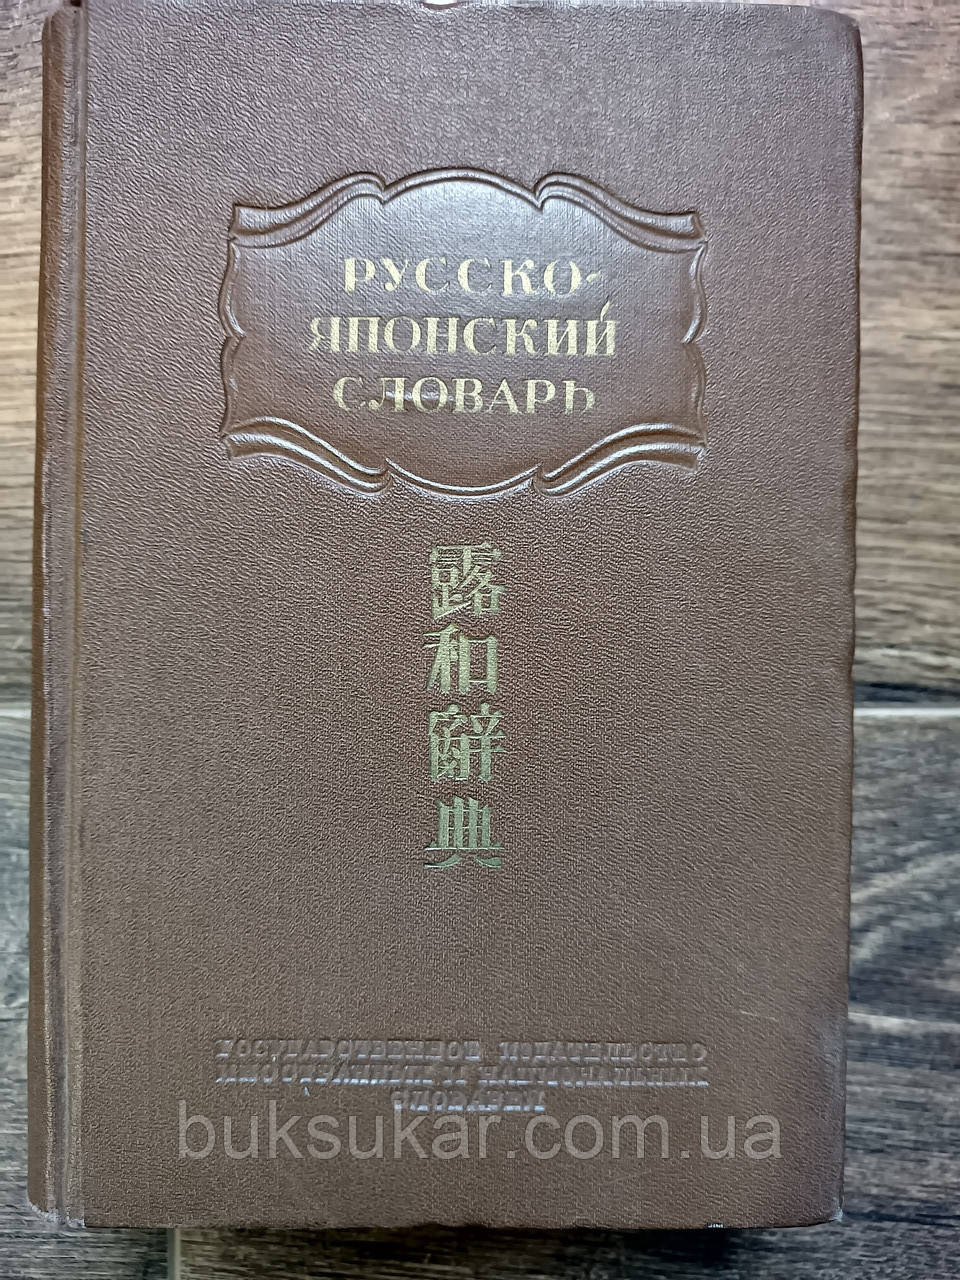 РУССКО-
ЯПОНСКИЙ
СЛОВАРЬ
露和辭典
ГОСУДАРСТВЕННОЕ ИЗДАТЕЛЬСТВО
ИНОСТРАННЫХ И НАЦИОНАЛЬНЫХ
СЛОВАРЕЙ
buksukar.com.ua